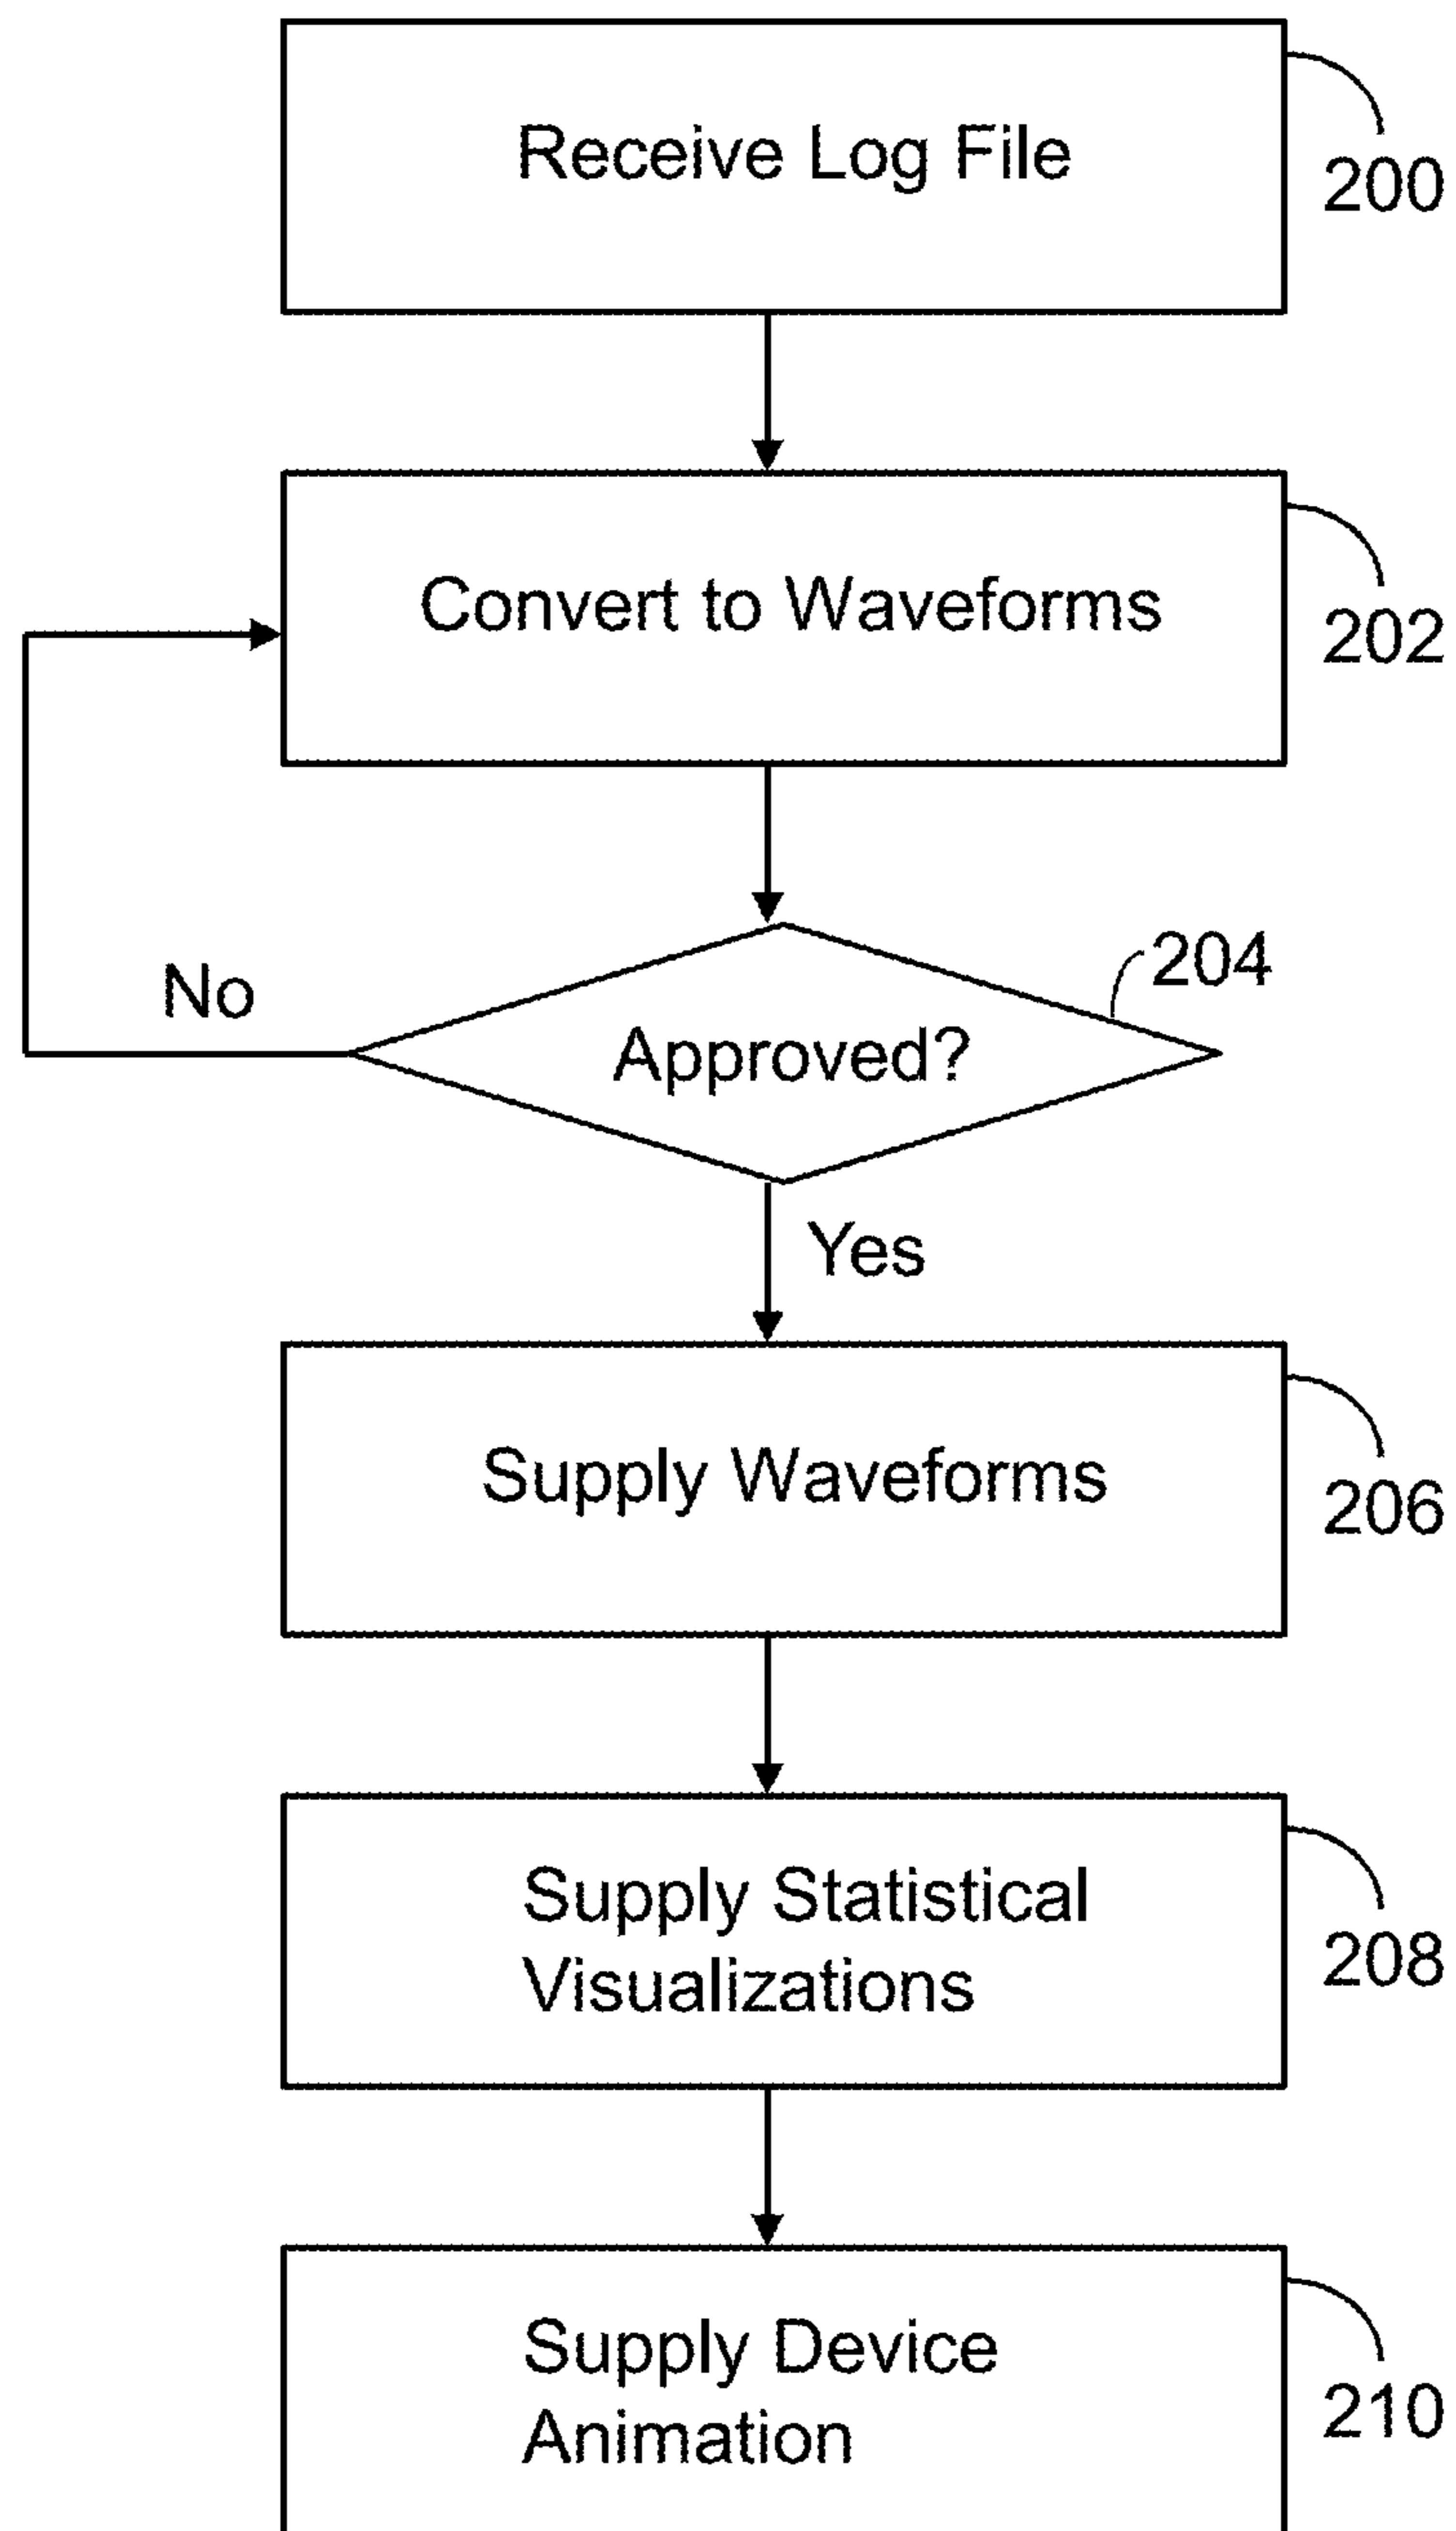 Receive Log File
200
Convert to Waveforms
202
204
No
Approved?
Yes
Supply Waveforms
206
Supply Statistical
Visualizations
208
Supply Device
Animation
210